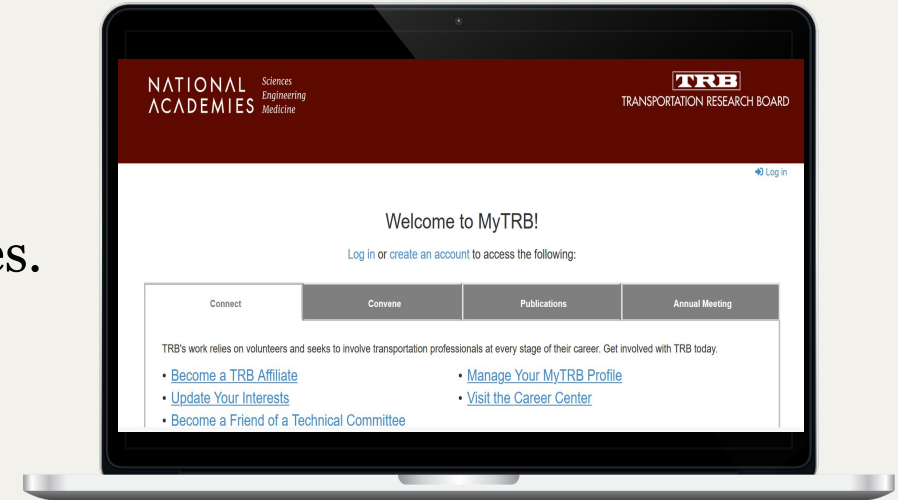 NATIONAL
ACADEMIES
Sciences
Engineering
Medicine
TRB
TRANSPORTATION RESEARCH BOARD
Log in
Welcome to MyTRB!
Log in or create an account to access the following:
es.
Connect
Convene
Publications
Annual Meeting
TRB's work relies on volunteers and seeks to involve transportation professionals at every stage of their career. Get involved with TRB today.
• Become a TRB Affiliate
• Manage Your MyTRB Profile
• Update Your Interests
• Visit the Career Center
• Become a Friend of a Technical Committee